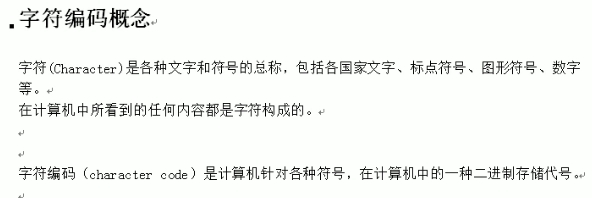 字符编码概念
字符(Character)是各种文字和符号的总称，包括各国家文字、标点符号、图形符号、数字
等。
在计算机中所看到的任何内容都是字符构成的。
字符编码（character code）是计算机针对各种符号，在计算机中的一种二进制存储代号。